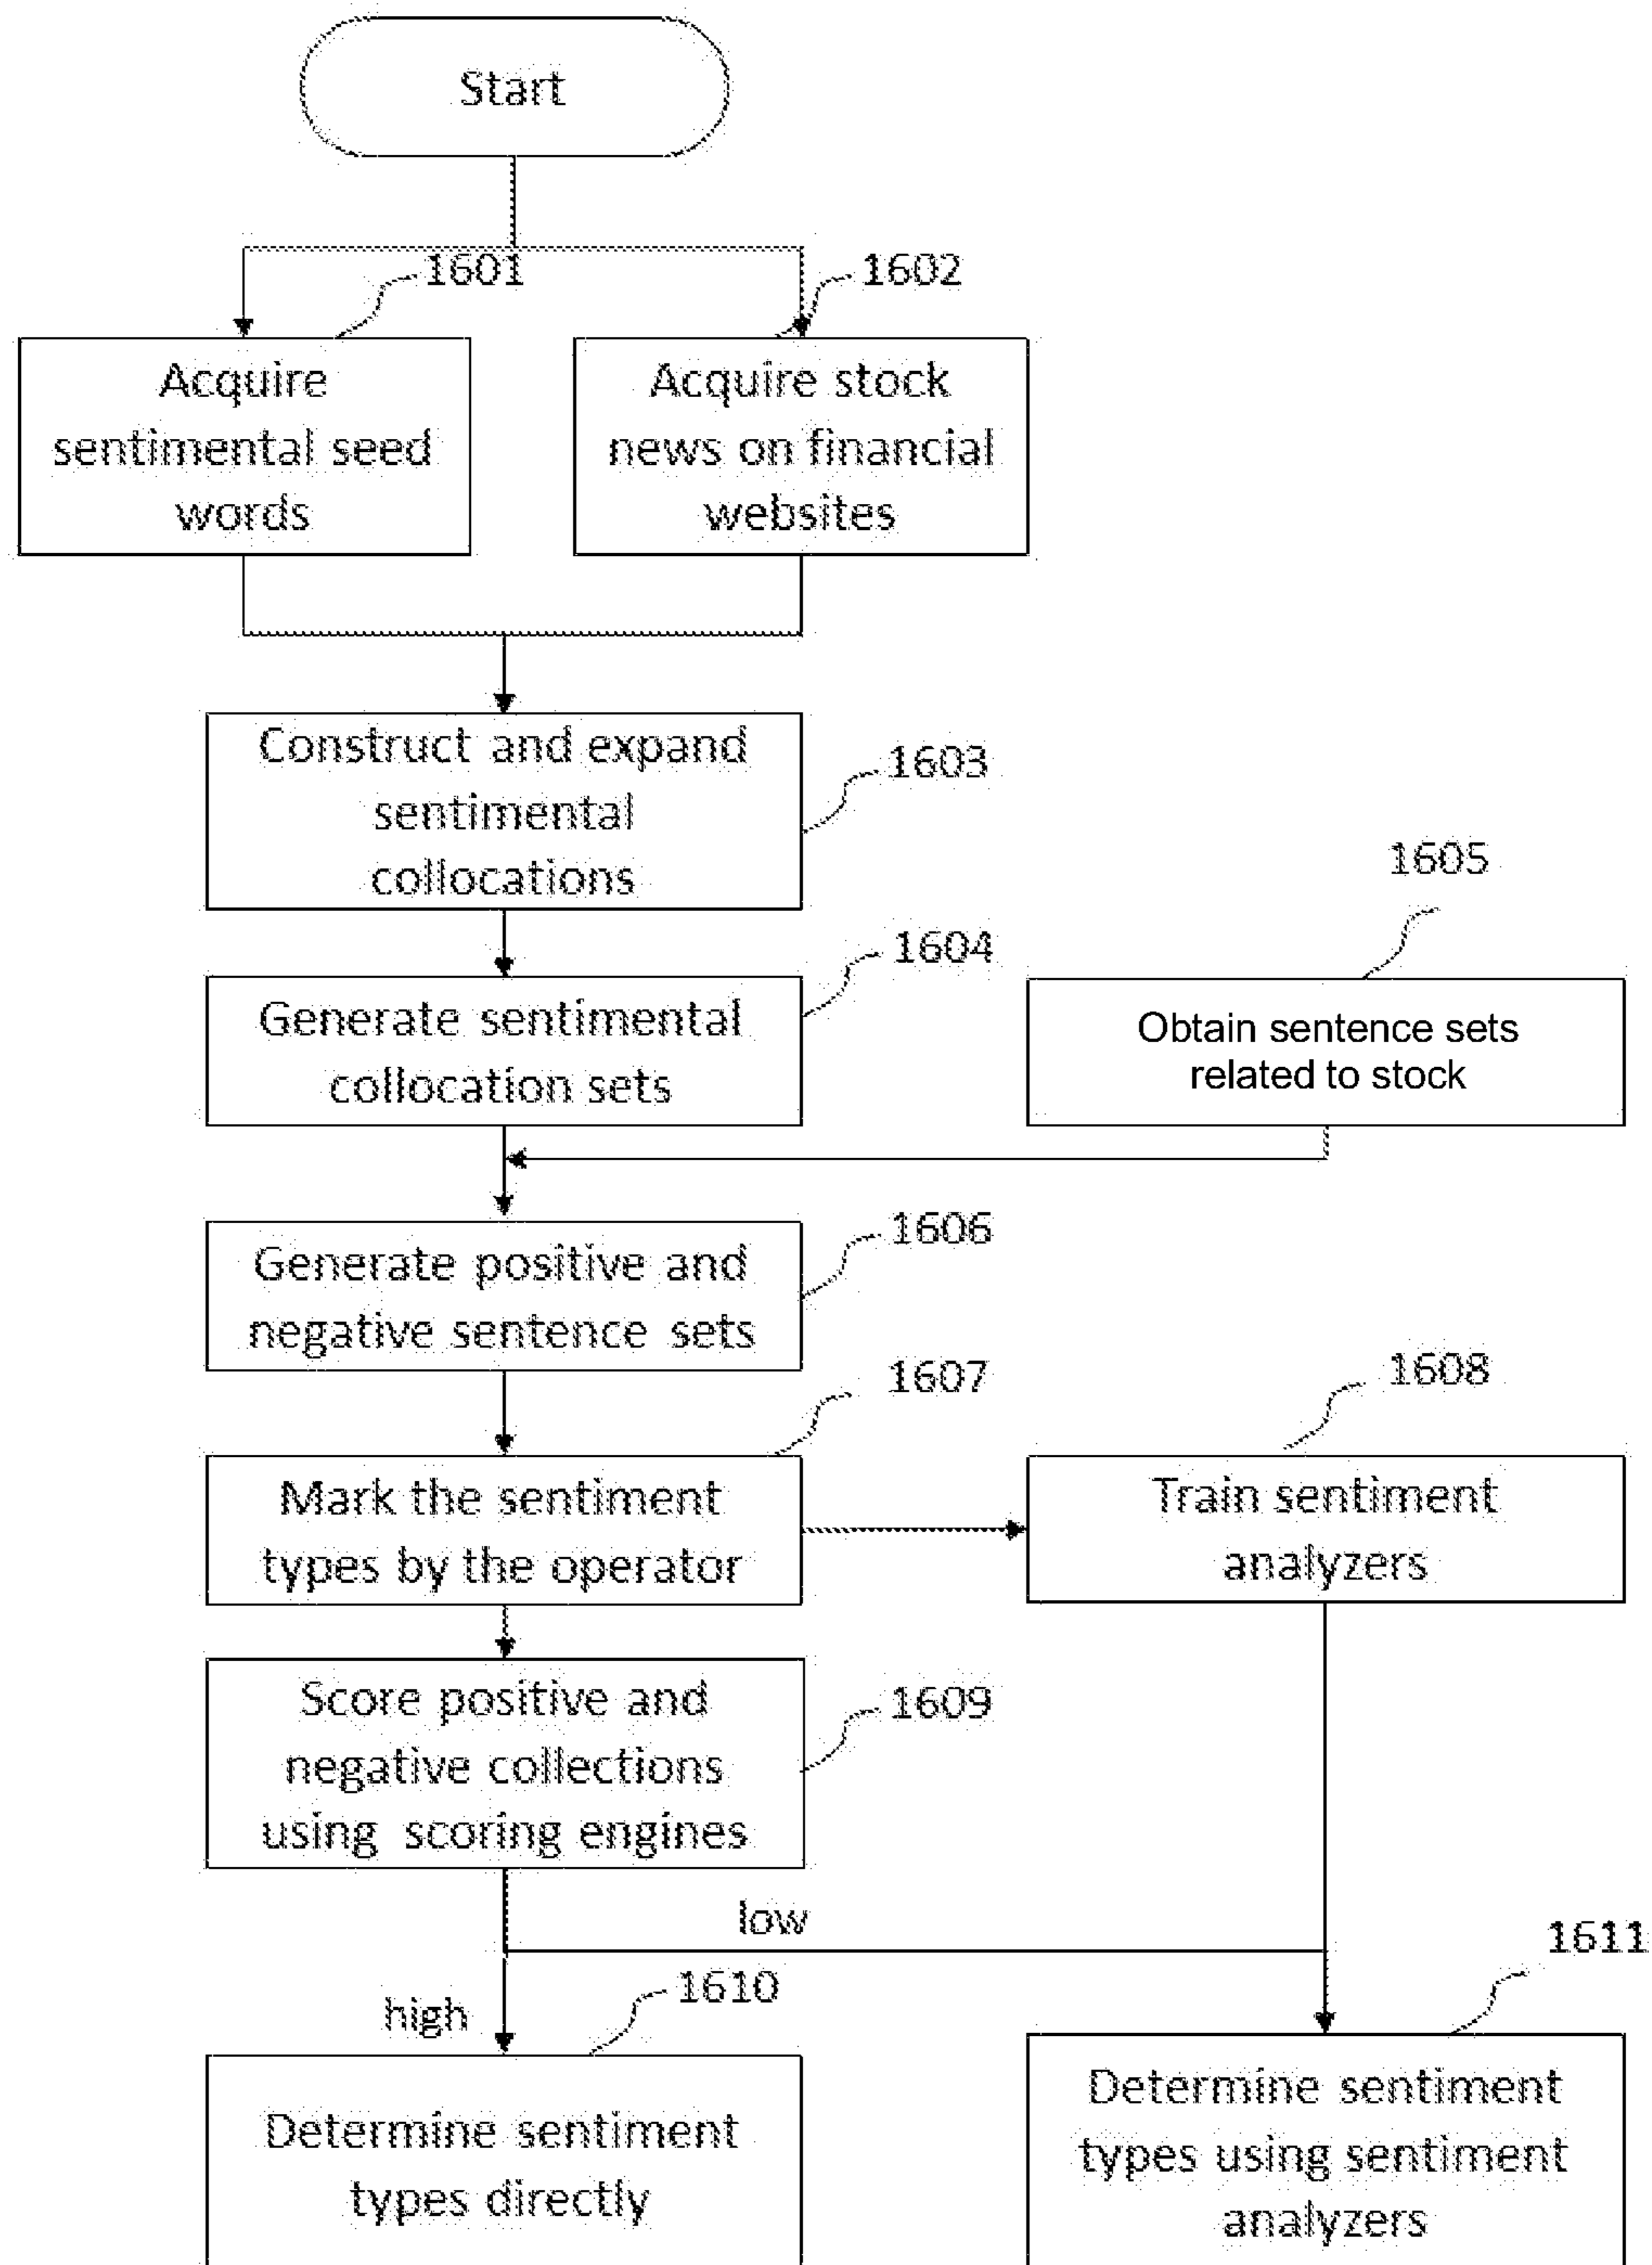 Start
1601
1602
Acquire
sentimental seed
words
Acquire stock
news on financial
websites
Construct and expand
sentimental
collocations
1603
1604
Generate sentimental
collocation sets
1605
Obtain sentence sets
related to stock
1606
Generate positive and
negative sentence sets
1607
Mark the sentiment
types by the operator
1608
Train sentiment
analyzers
Score positive and
negative collections
using scoring engines
1609
low
high
1610
Determine sentiment
types directly
1611
Determine sentiment
types using sentiment
analyzers